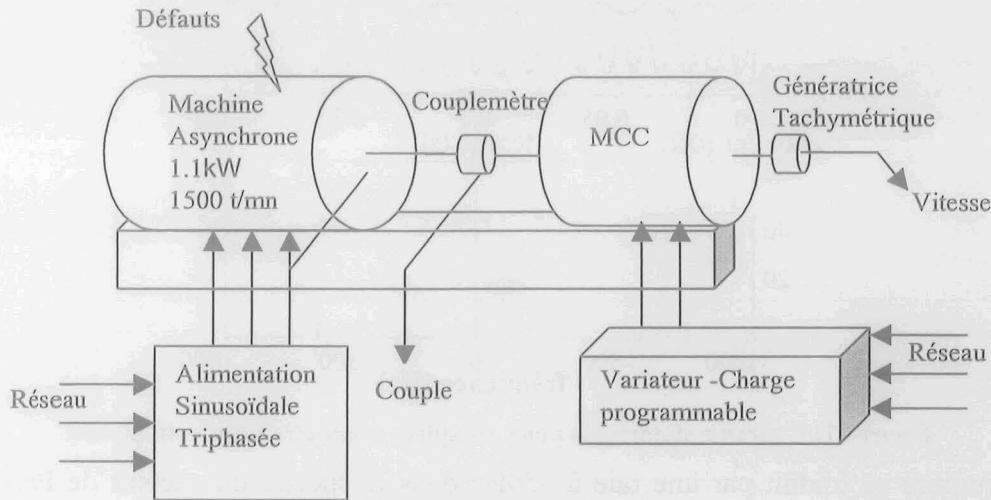 Défauts
Machine
Asynchrone
1.1kW
1500 t/mn
Couplemètre
MCC
Génératrice
Tachymétrique
Vitesse
Réseau
Alimentation
Sinusoïdale
Triphasée
Couple
Variateur -Charge
programmable
Réseau